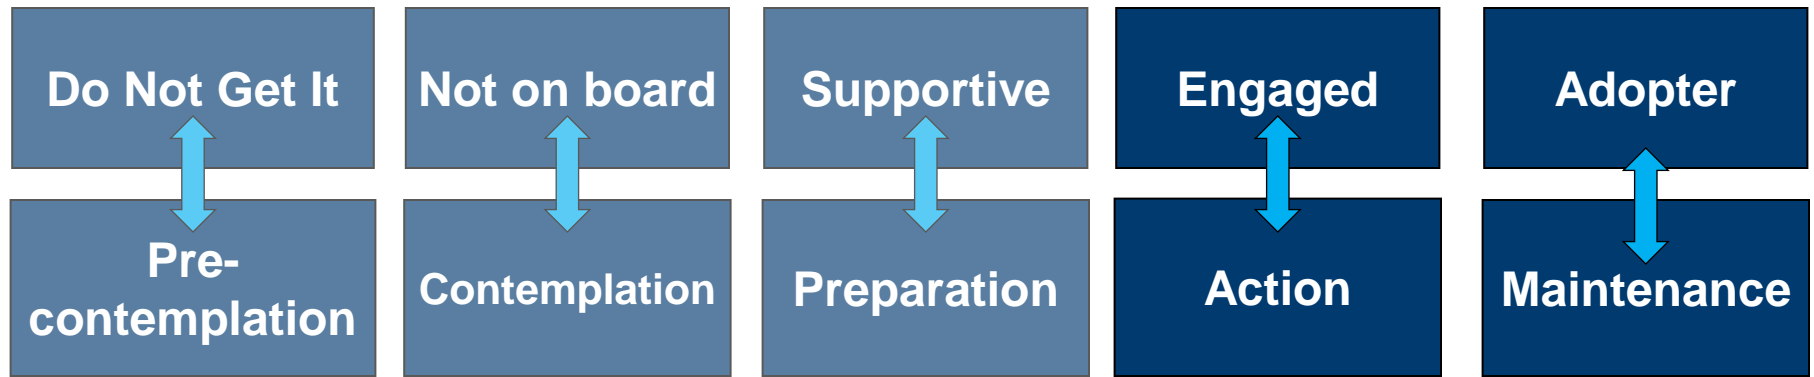 Do Not Get It
Not on board
Supportive
Engaged
Adopter
Pre-
contemplation
Contemplation
Preparation
Action
Maintenance